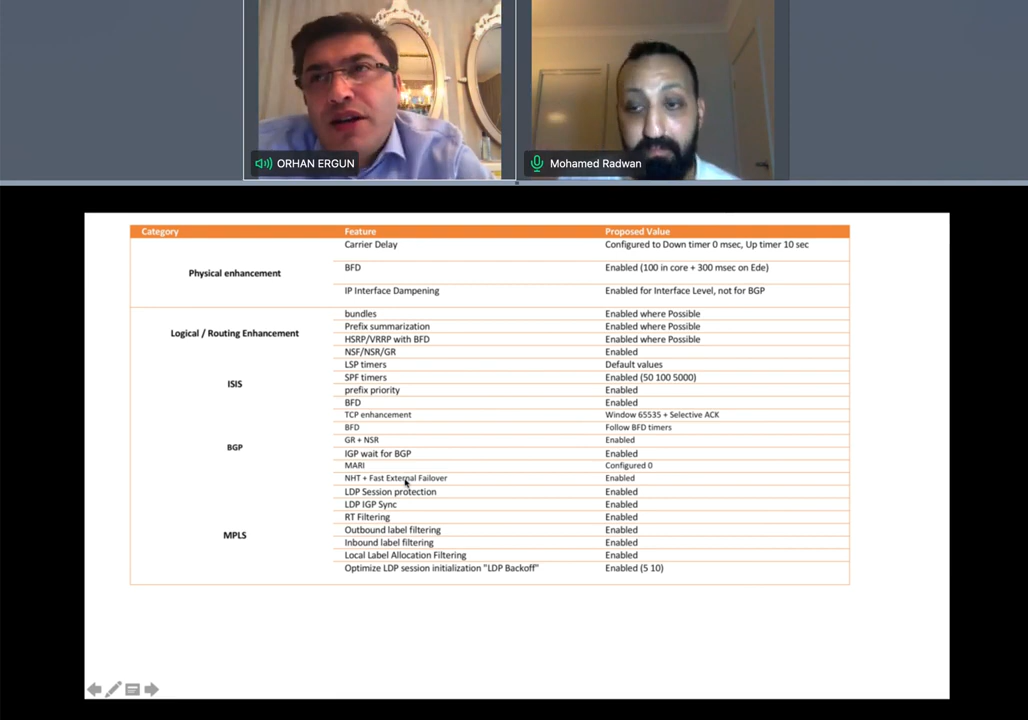 ORHAN ERGUN
Mohamed Radwan
Category Feature Proposed Value
Physical enhancement
Carrier Delay Configured to Down timer 0 msec, Up timer 10 sec
BFD Enabled (100 in core + 300 msec on Ede)
IP Interface Dampening Enabled for Interface Level, not for BGP
Logical / Routing Enhancement
bundles Enabled where Possible
Prefix summarization Enabled where Possible
HSRP/VRRP with BFD Enabled where Possible
NSF/NSR/GR Enabled
ISIS
LSP timers Default values
SPF timers Enabled (50 100 5000)
prefix priority Enabled
BFD Enabled
BGP
TCP enhancement Window 65535 + Selective ACK
BFD Follow BFD timers
GR + NSR Enabled
IGP wait for BGP Enabled
MARI Configured 0
NHT + Fast External Failover Enabled
MPLS
LDP Session protection Enabled
LDP IGP Sync Enabled
RT Filtering Enabled
Outbound label filtering Enabled
Inbound label filtering Enabled
Local Label Allocation Filtering Enabled
Optimize LDP session initialization "LDP Backoff" Enabled (5 10)